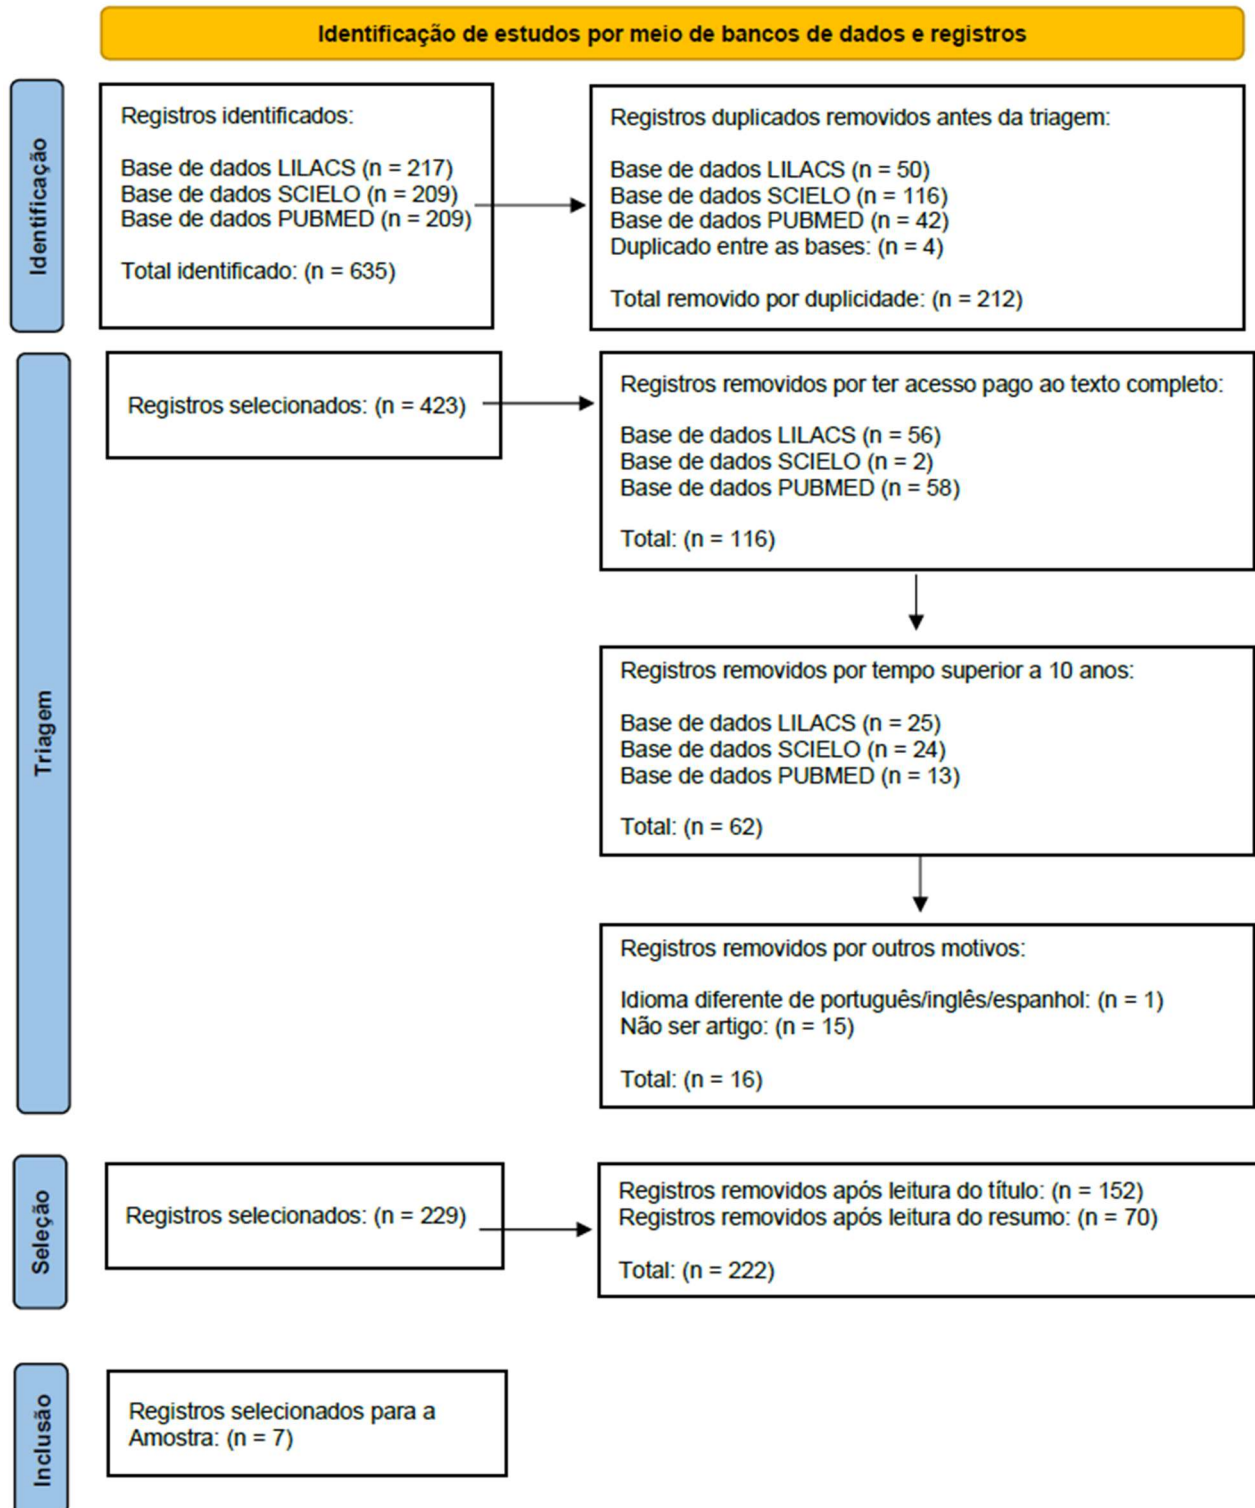 Identificação de estudos por meio de bancos de dados e registros
Identificação
Registros identificados:
Base de dados LILACS (n = 217)
Base de dados SCIELO (n = 209)
Base de dados PUBMED (n = 209)
Total identificado: (n = 635)
Registros duplicados removidos antes da triagem:
Base de dados LILACS (n = 50)
Base de dados SCIELO (n = 116)
Base de dados PUBMED (n = 42)
Duplicado entre as bases: (n = 4)
Total removido por duplicidade: (n = 212)
Triagem
Registros selecionados: (n = 423)
Registros removidos por ter acesso pago ao texto completo:
Base de dados LILACS (n = 56)
Base de dados SCIELO (n = 2)
Base de dados PUBMED (n = 58)
Total: (n = 116)
Registros removidos por tempo superior a 10 anos:
Base de dados LILACS (n = 25)
Base de dados SCIELO (n = 24)
Base de dados PUBMED (n = 13)
Total: (n = 62)
Registros removidos por outros motivos:
Idioma diferente de português/inglês/espanhol: (n = 1)
Não ser artigo: (n = 15)
Total: (n = 16)
Seleção
Registros selecionados: (n = 229)
Registros removidos após leitura do título: (n = 152)
Registros removidos após leitura do resumo: (n = 70)
Total: (n = 222)
Inclusão
Registros selecionados para a
Amostra: (n = 7)